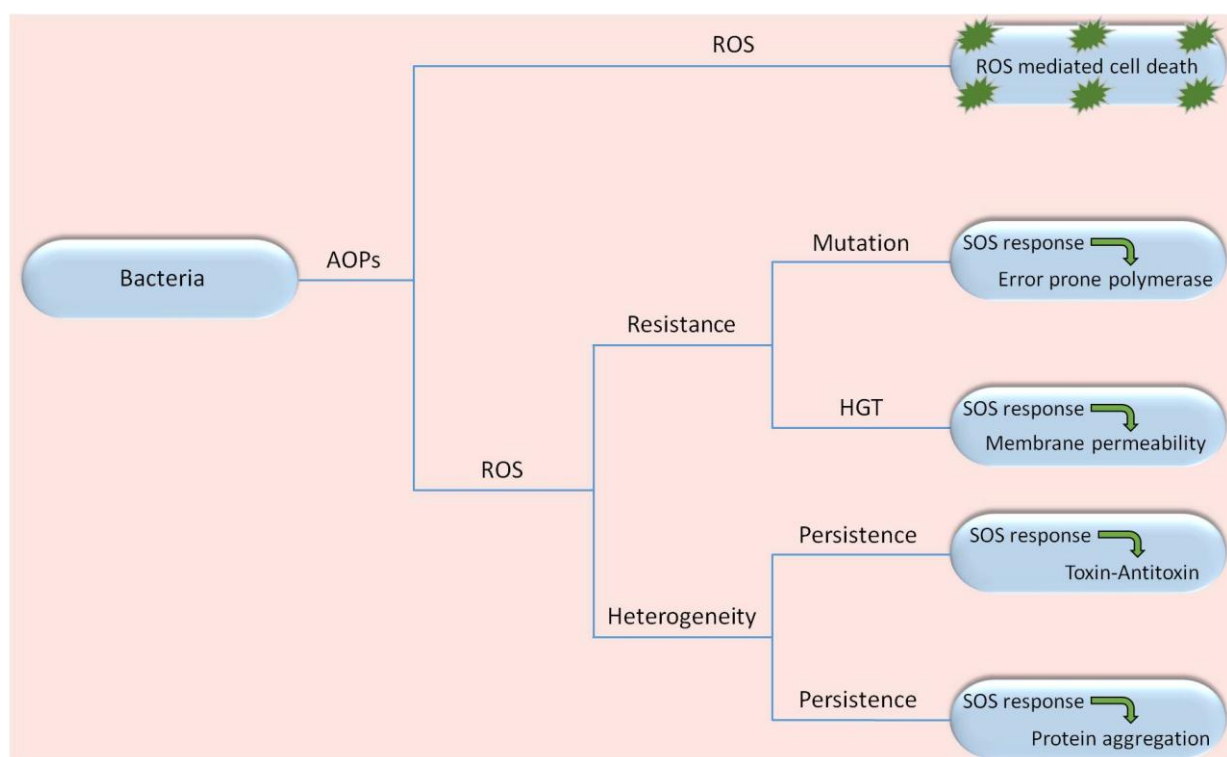 ROS
ROS mediated cell death
Bacteria
AOPs
Mutation
SOS response
Error prone polymerase
Resistance
HGT
SOS response
Membrane permeability
ROS
Persistence
SOS response
Toxin-Antitoxin
Heterogeneity
Persistence
SOS response
Protein aggregation